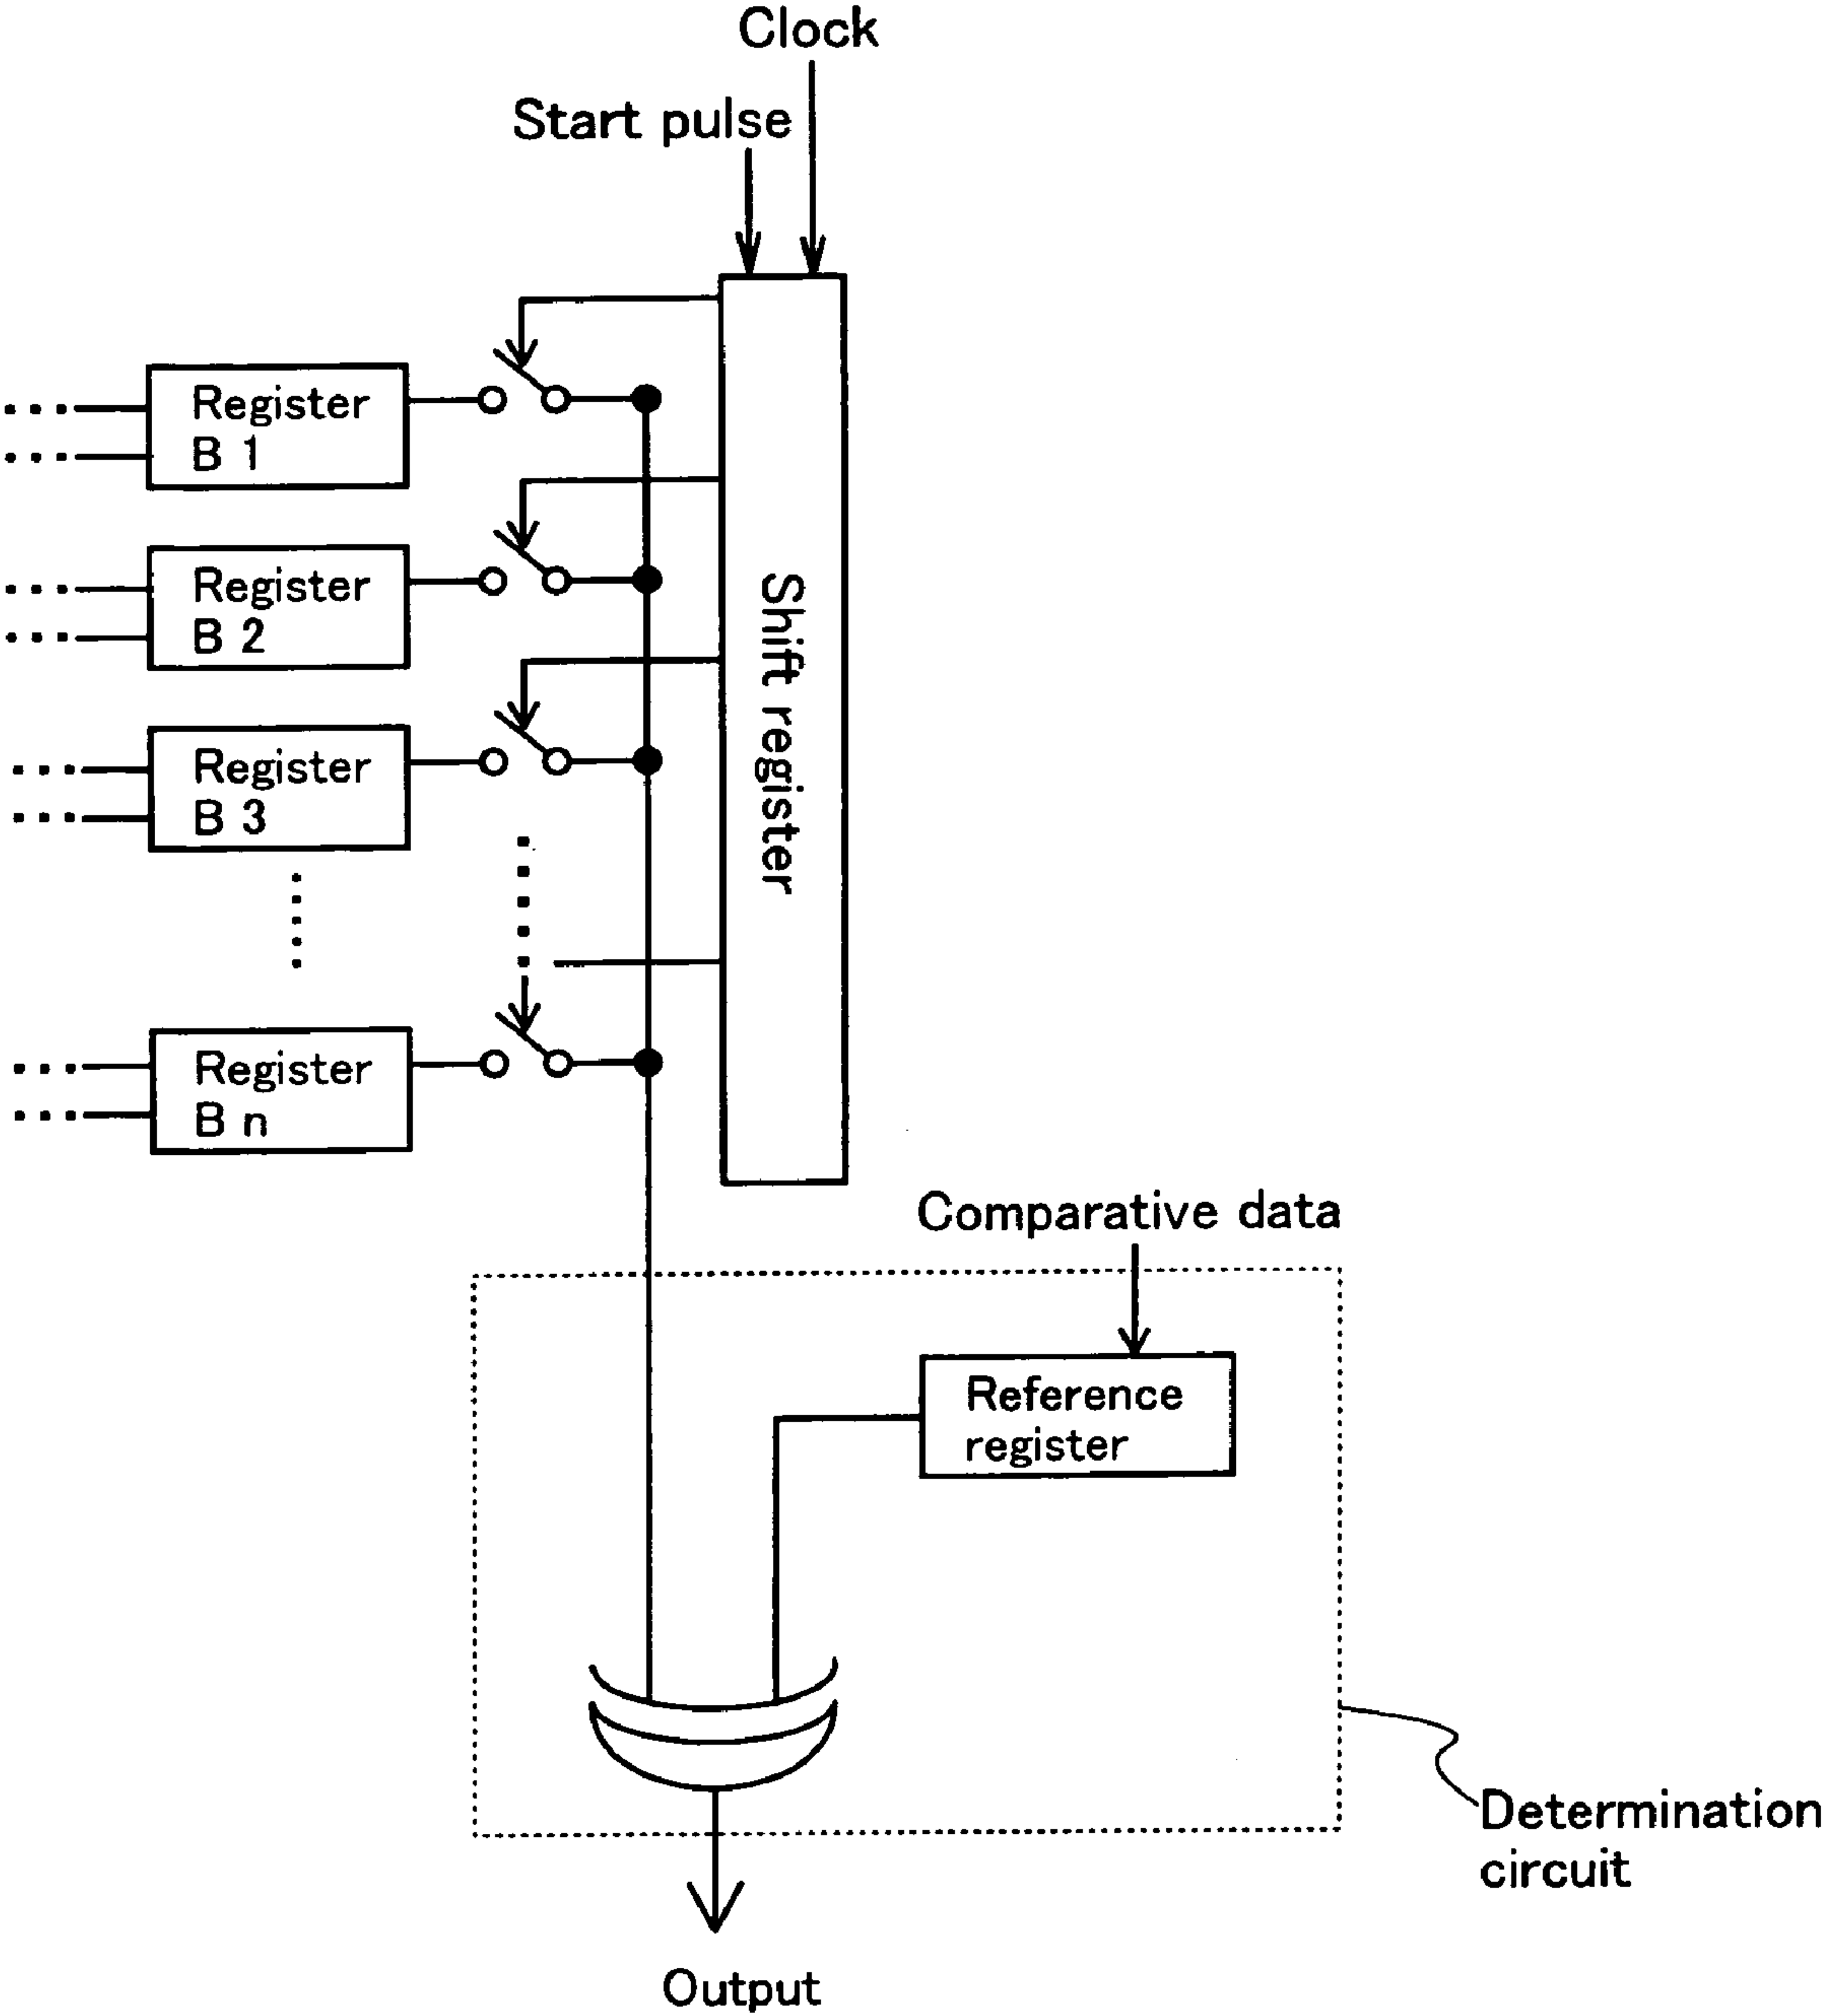 Clock
Start pulse
Register
B 1
Register
B 2
Register
B 3
Shift register
Register
B n
Comparative data
Reference
register
Determination
circuit
Output